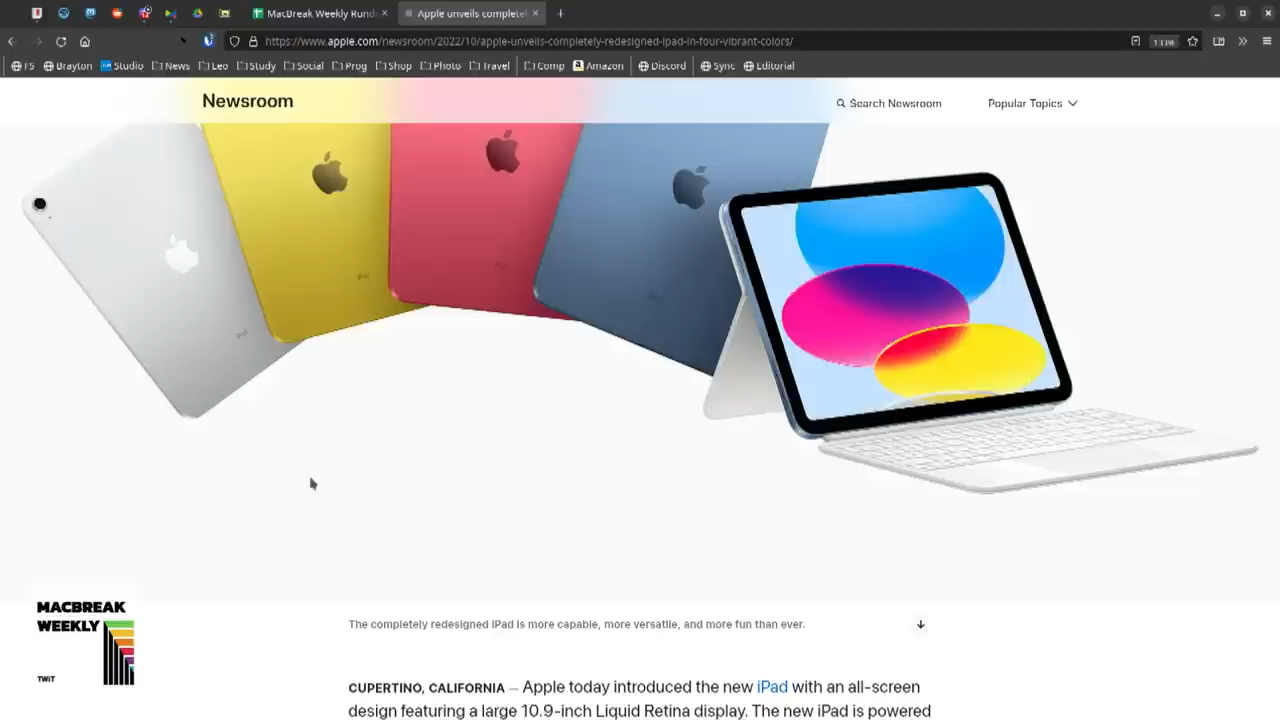 MacBreak Weekly Rund
Apple unveils complete
https://www.apple.com/newsroom/2022/10/apple-unveils-completely-redesigned-ipad-in-four-vibrant-colors/
FS Brayton Studio News Leo Study Social Prog Shop Photo Travel Comp Amazon Discord Sync Editorial
Newsroom Search Newsroom Popular Topics
iPad
iPad
MACBREAK
WEEKLY
TWiT
The completely redesigned iPad is more capable, more versatile, and more fun than ever.
CUPERTINO, CALIFORNIA — Apple today introduced the new iPad with an all-screen
design featuring a large 10.9-inch Liquid Retina display. The new iPad is powered